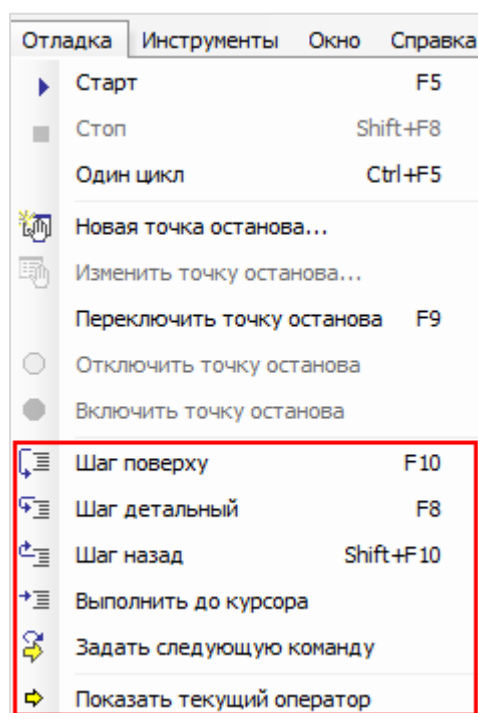 Отладка Инструменты Окно Справка
Старт F5
Стоп Shift+F8
Один цикл Ctrl+F5
Новая точка останова...
Изменить точку останова...
Переключить точку останова F9
Отключить точку останова
Включить точку останова
Шаг поверху F10
Шаг детальный F8
Шаг назад Shift+F10
Выполнить до курсора
Задать следующую команду
Показать текущий оператор